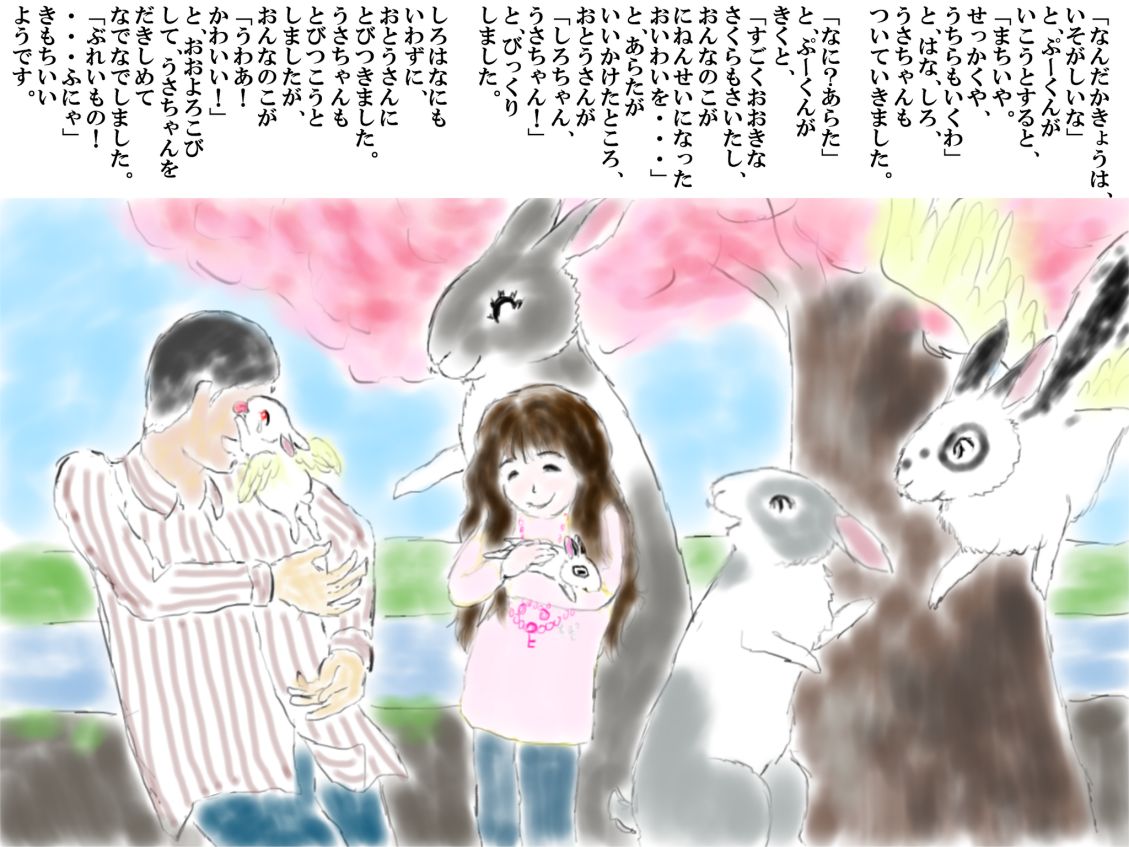 「なんだかきょうは、
いそがしいな」
と、ぷーくんが
いこうとすると、
「まちいや。
せっかくや、
うちらもいくわ」
と、はな、しろ、
うさちゃんも
ついていきました。
「なに？あらた」
と、ぷーくんが
きくと、
「すごくおおきな
さくらもさいたし、
おんなのこが
にねんせいになった
おいわいを・・・」
と、あらたが
いいかけたところ、
おとうさんが
「しろちゃん、
うさちゃん！」
と、びっくり
しました。
しろはなにも
いわずに、
おとうさんに
とびつきました。
うさちゃんも
とびつこうと
しましたが、
おんなのこが
「うわあ！
かわいい！」
と、おおよろこび
して、うさちゃんを
だきしめて
なでなでしました。
「ぶれいもの！
・・・ふにゃ」
きもちいい
ようです。